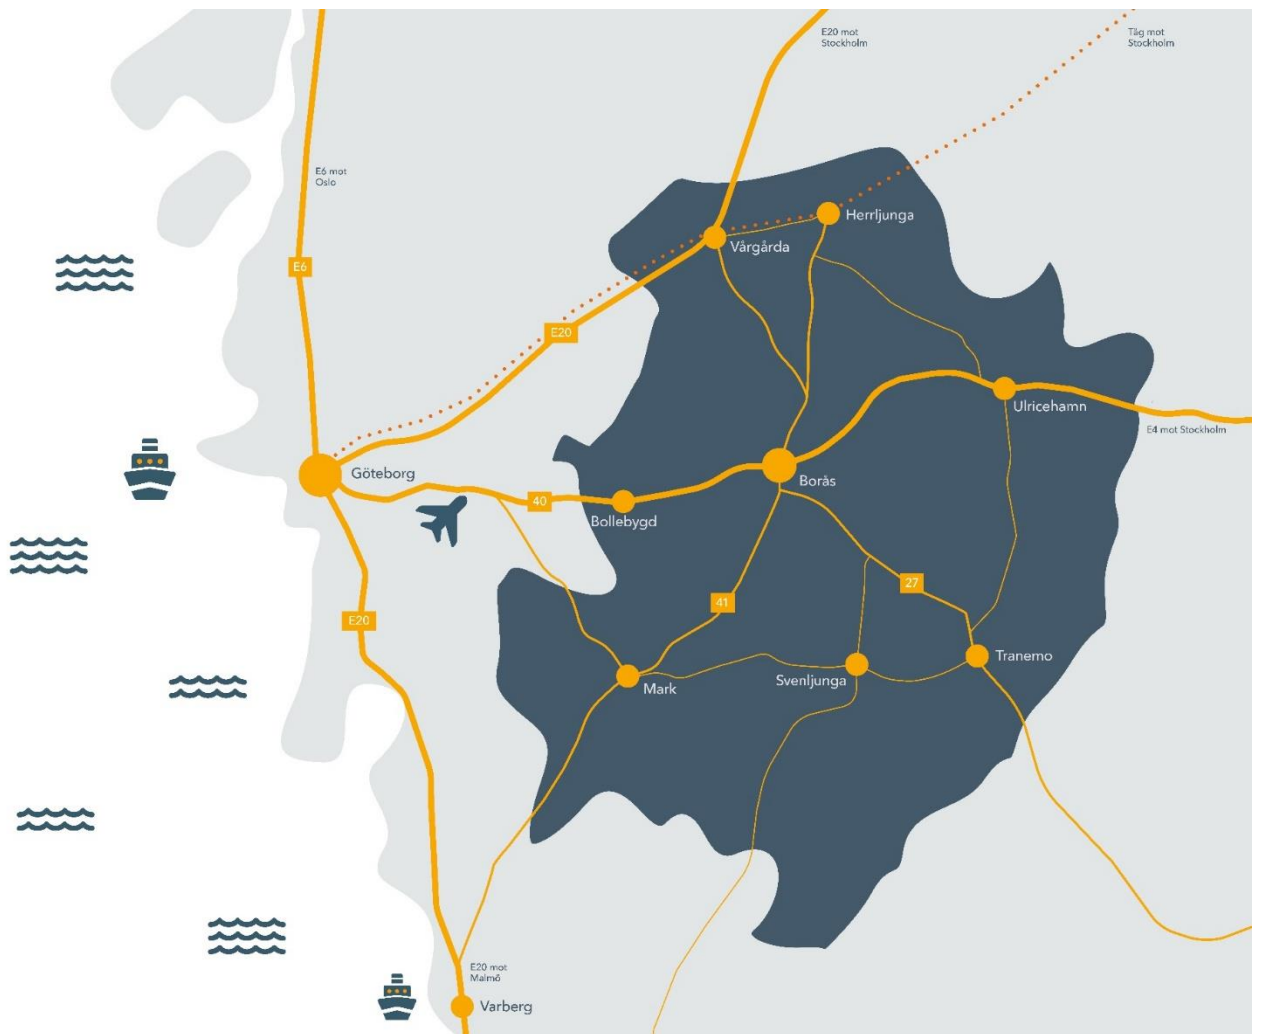 E20 mot
Stockholm
Tåg mot
Stockholm
E6 mot
Oslo
Herrljunga
Vårgårda
E6
E20
Ulricehamn
E4 mot Stockholm
Göteborg
Borås
40
Bollebygd
27
41
E20
Tranemo
Svenljunga
Mark
E20 mot
Malmö
Varberg